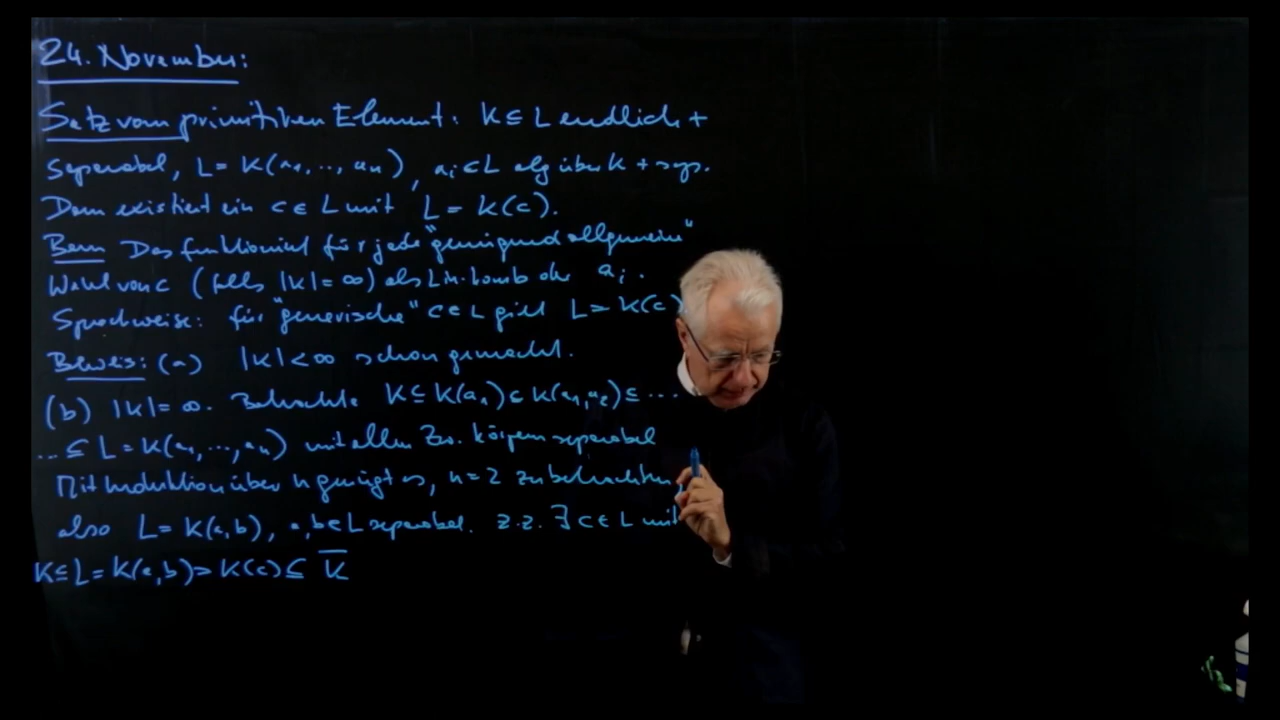 24. November:
Satz vom primitiven Element: K ⊆ L endlich +
separabel, L = K(a₁, .., aₙ), aᵢ ∈ L alg über K + sep.
Dann existiert ein c ∈ L mit L = K(c).
Bem Das funktioniert für jede "genügend allgemeine"
Wahl von c (falls |K| = ∞) als Lin. Komb der aᵢ.
Sprechweise: für "generische" c ∈ L gilt L = K(c)
Beweis: (a) |K| < ∞ schon gemacht.
(b) |K| = ∞. Betrachte K ⊆ K(a₁) ⊆ K(a₁,a₂) ⊆ ...
... ⊆ L = K(a₁, ..., aₙ) mit allen Zw. körpern separabel
Mit Induktion über n genügt es, n = 2 zu betrachten,
also L = K(a,b), a,b ∈ L separabel. z.z. ∃ c ∈ L mit
K ⊆ L = K(a,b) = K(c) ⊆ K̅